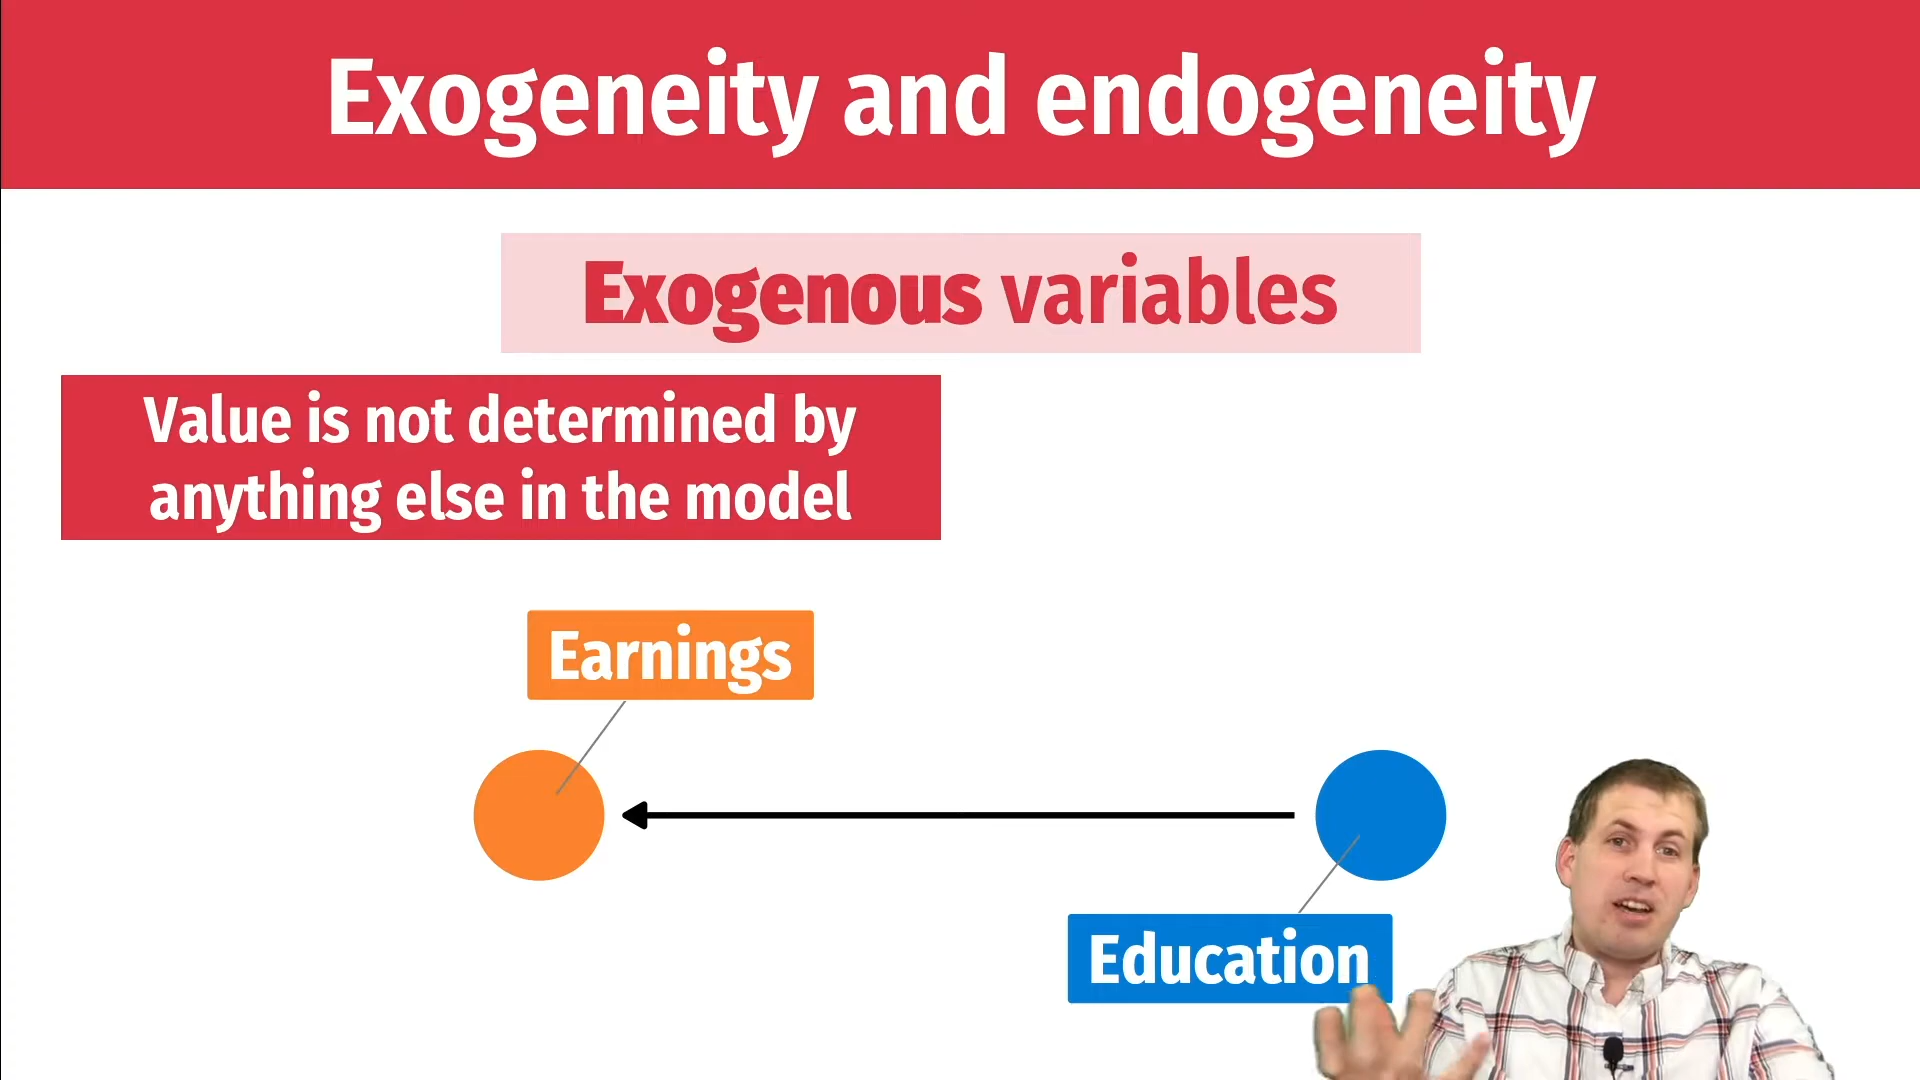 Exogeneity and endogeneity
Exogenous variables
Value is not determined by
anything else in the model
Earnings
Education